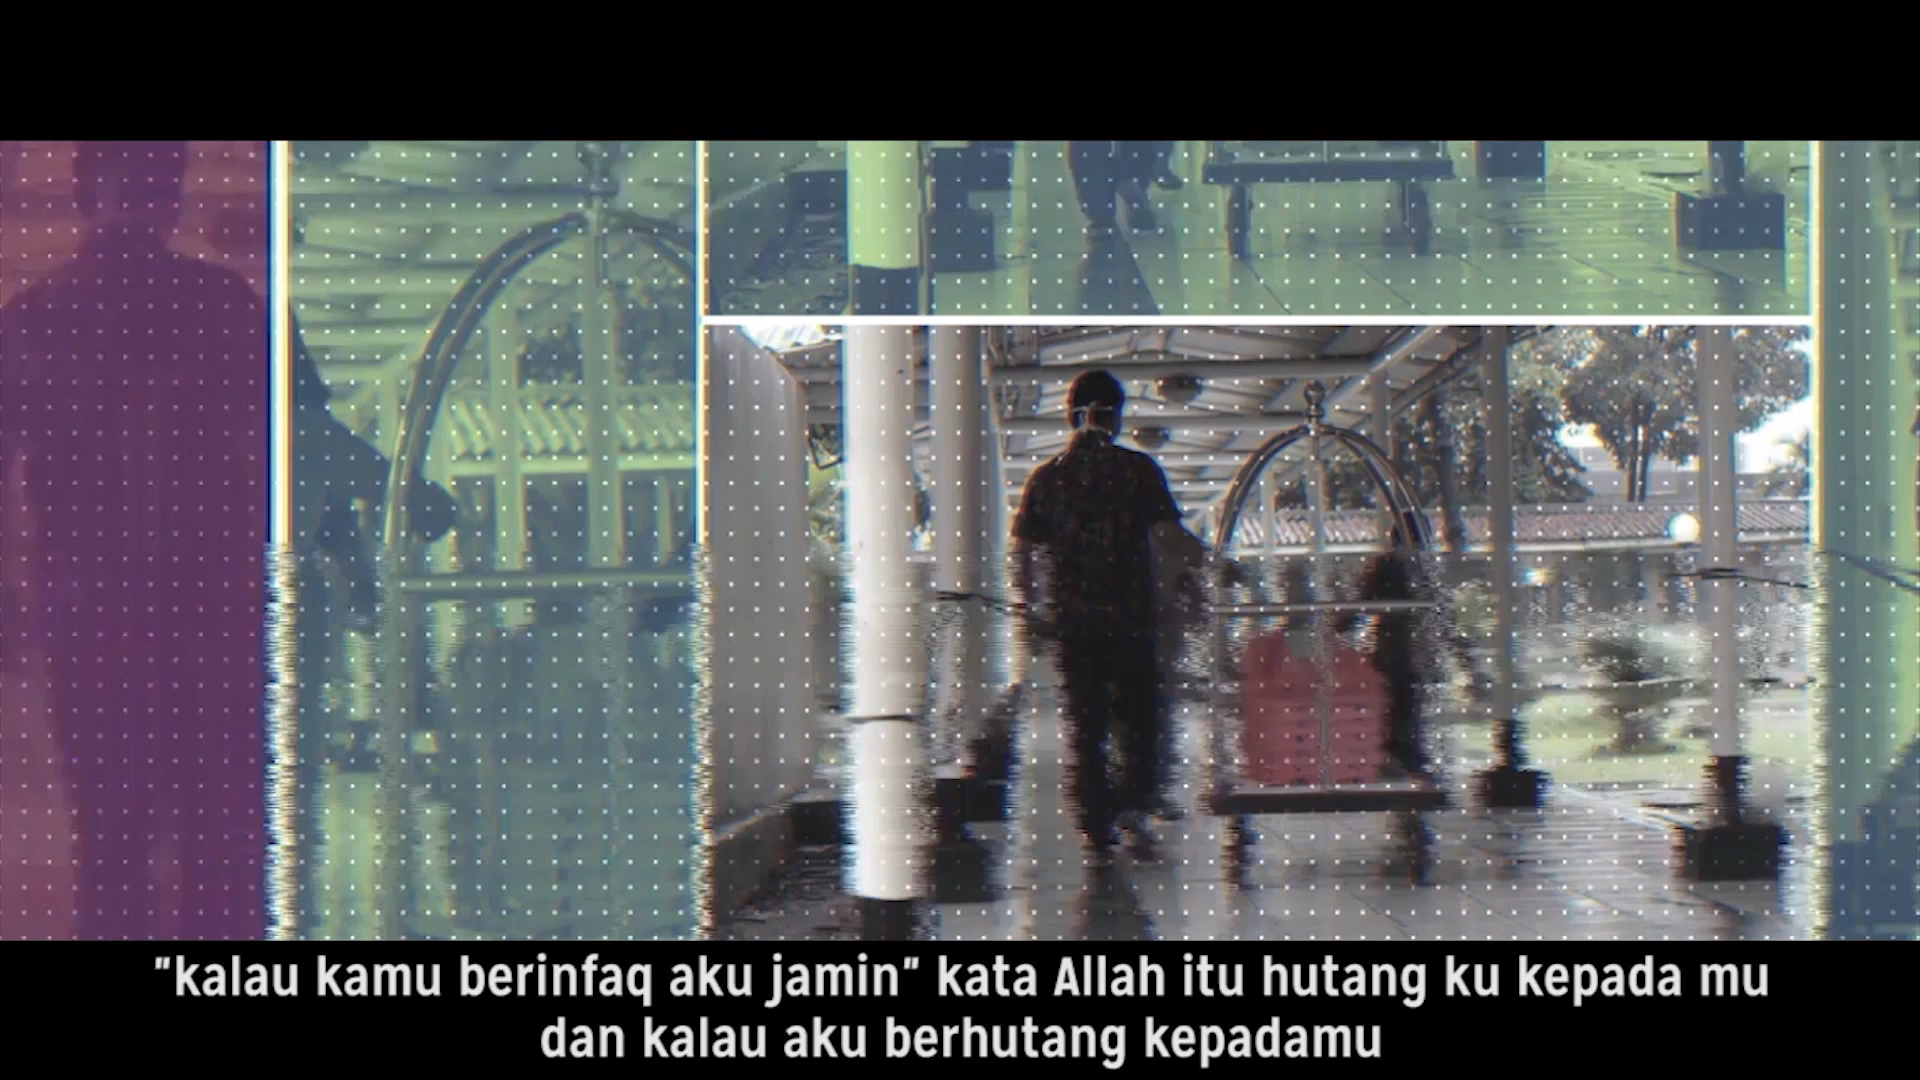 "kalau kamu berinfaq aku jamin" kata Allah itu hutang ku kepada mu
dan kalau aku berhutang kepadamu